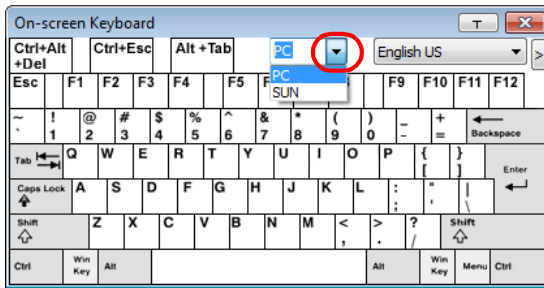 On-screen Keyboard T
Ctrl+Alt +Del Ctrl+Esc Alt +Tab PC English US >
PC
SUN
Esc F1 F2 F3 F4 F5 F9 F10 F11 F12
~ ! @ # $ % ^ & * ( ) _ + Backspace
` 1 2 3 4 5 6 7 8 9 0 - =
Tab Q W E R T Y U I O P { } Enter
[ ]
Caps Lock A S D F G H J K L : " |
; ' \
Shift Z X C V B N M < > ? Shift
, . /
Ctrl Win Key Alt Alt Win Key Menu Ctrl